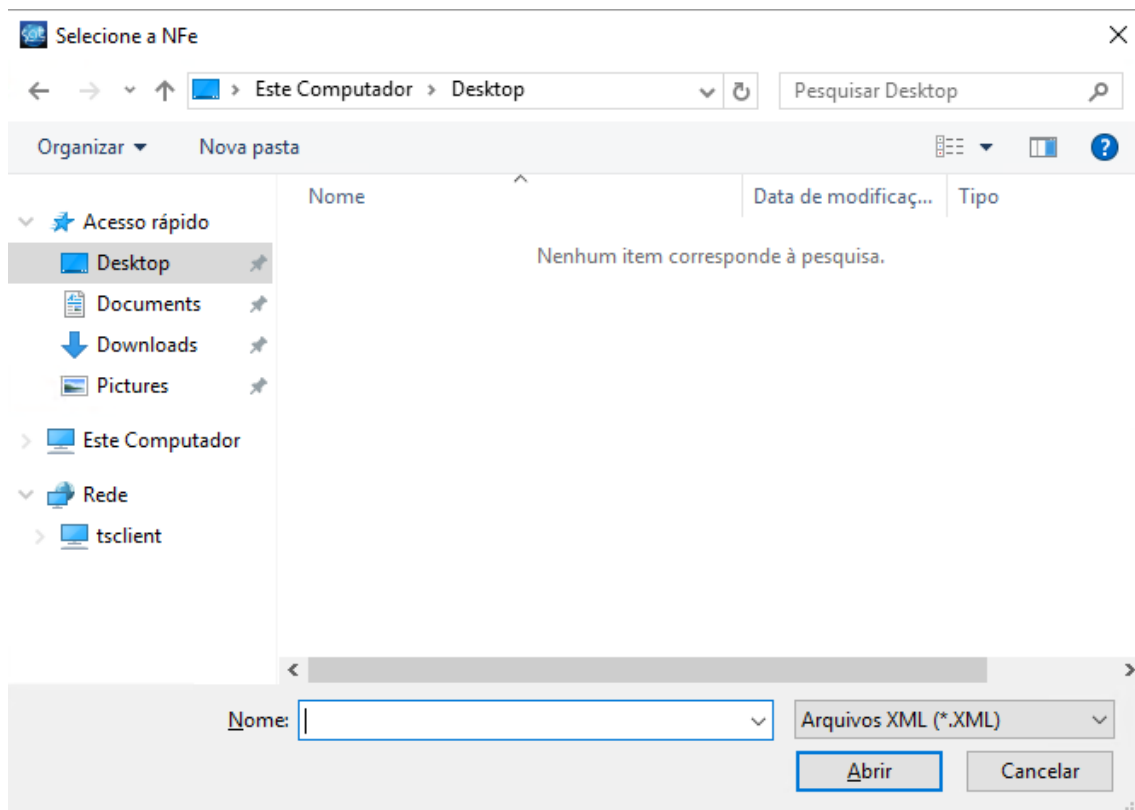 Selecione a NFe
Este Computador > Desktop
Pesquisar Desktop
Organizar
Nova pasta
Nome
Data de modificaç...
Tipo
Nenhum item corresponde à pesquisa.
Acesso rápido
Desktop
Documents
Downloads
Pictures
Este Computador
Rede
tsclient
Nome:
Arquivos XML (*.XML)
Abrir
Cancelar